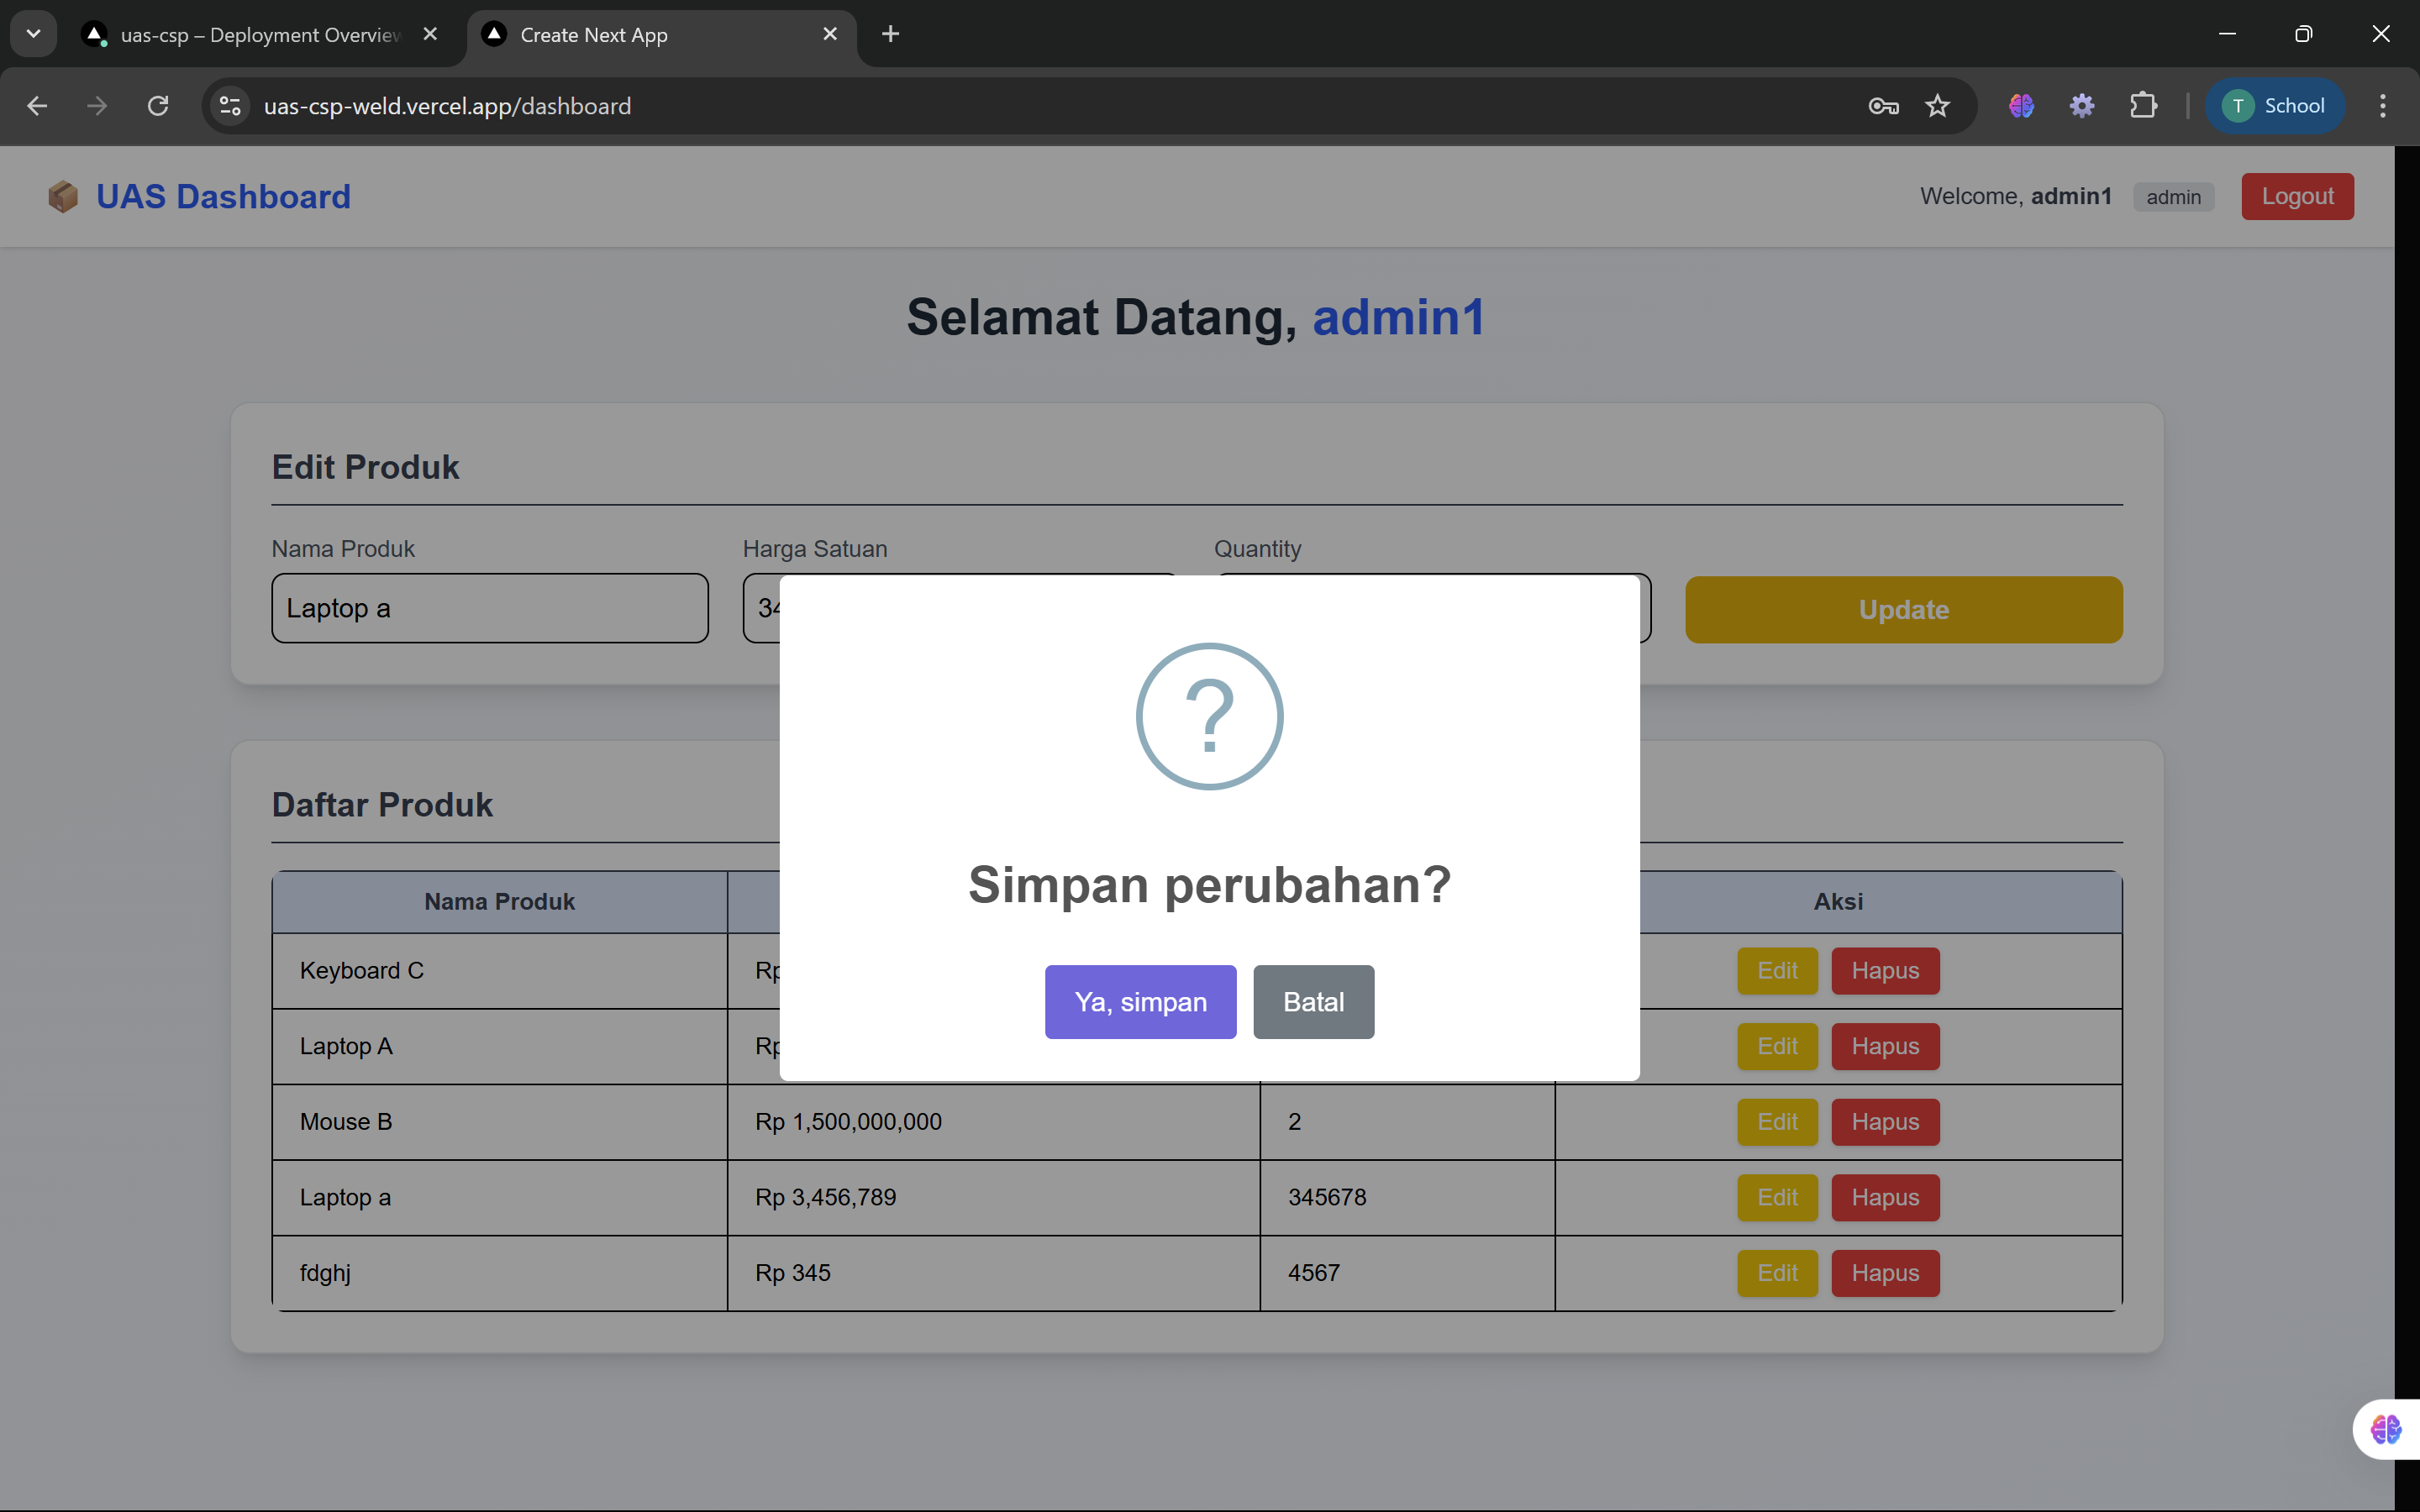 uas-csp – Deployment Overview
Create Next App
uas-csp-weld.vercel.app/dashboard
T School
UAS Dashboard
Welcome, admin1 admin Logout
Selamat Datang, admin1
Edit Produk
Nama Produk Harga Satuan Quantity
Laptop a 34 Update
?
Simpan perubahan?
Ya, simpan Batal
Daftar Produk
Nama Produk Aksi
Keyboard C Rp Edit Hapus
Laptop A Rp Edit Hapus
Mouse B Rp 1,500,000,000 2 Edit Hapus
Laptop a Rp 3,456,789 345678 Edit Hapus
fdghj Rp 345 4567 Edit Hapus